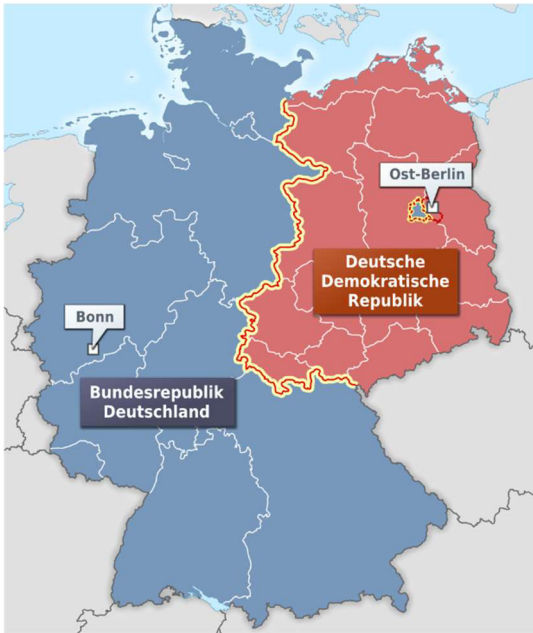 Ost-Berlin
Deutsche
Demokratische
Republik
Bonn
Bundesrepublik
Deutschland